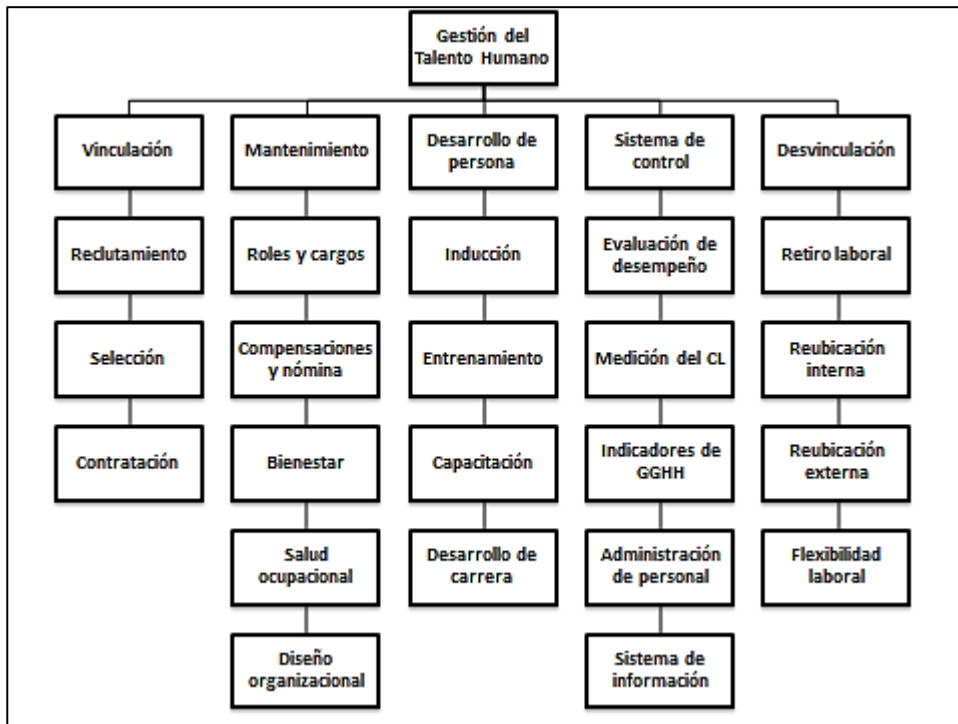 Gestión del
Talento Humano
Vinculación
Mantenimiento
Desarrollo de
persona
Sistema de
control
Desvinculación
Reclutamiento
Roles y cargos
Inducción
Evaluación de
desempeño
Retiro laboral
Selección
Compensaciones
y nómina
Entrenamiento
Medición del CL
Reubicación
interna
Contratación
Bienestar
Capacitación
Indicadores de
GGHH
Reubicación
externa
Salud
ocupacional
Desarrollo de
carrera
Administración
de personal
Flexibilidad
laboral
Diseño
organizacional
Sistema de
información